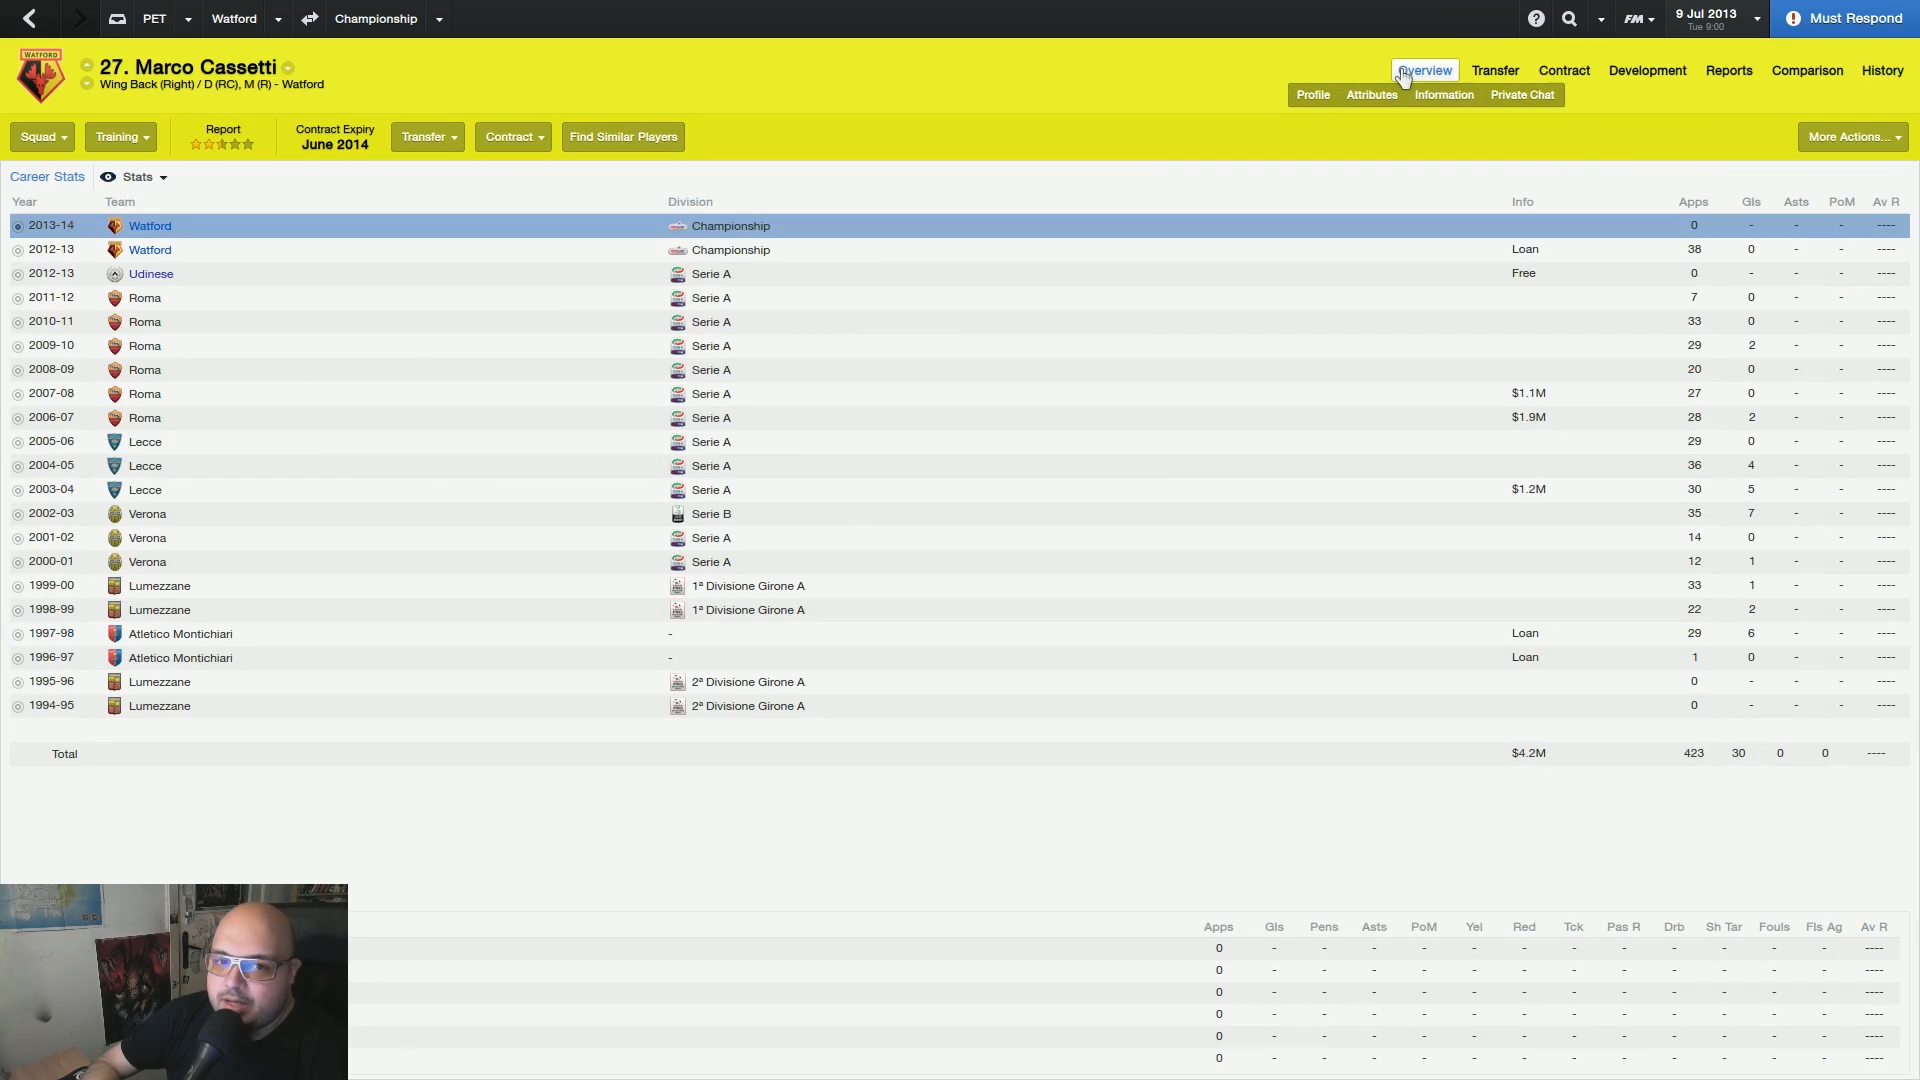 PET Watford Championship FM 9 Jul 2013 Must Respond
Tue 9:00
WATFORD
27. Marco Cassetti
Wing Back (Right) / D (RC), M (R) - Watford
Overview Transfer Contract Development Reports Comparison History
Profile Attributes Information Private Chat
Squad Training Report Contract Expiry Transfer Contract Find Similar Players More Actions...
June 2014
Career Stats Stats
Year Team Division Info Apps Gls Asts PoM Av R
2013-14 Watford Championship 0 - - - ----
2012-13 Watford Championship Loan 38 0 - - ----
2012-13 Udinese Serie A Free 0 - - - ----
2011-12 Roma Serie A 7 0 - - ----
2010-11 Roma Serie A 33 0 - - ----
2009-10 Roma Serie A 29 2 - - ----
2008-09 Roma Serie A 20 0 - - ----
2007-08 Roma Serie A $1.1M 27 0 - - ----
2006-07 Roma Serie A $1.9M 28 2 - - ----
2005-06 Lecce Serie A 29 0 - - ----
2004-05 Lecce Serie A 36 4 - - ----
2003-04 Lecce Serie A $1.2M 30 5 - - ----
2002-03 Verona Serie B 35 7 - - ----
2001-02 Verona Serie A 14 0 - - ----
2000-01 Verona Serie A 12 1 - - ----
1999-00 Lumezzane 1ª Divisione Girone A 33 1 - - ----
1998-99 Lumezzane 1ª Divisione Girone A 22 2 - - ----
1997-98 Atletico Montichiari - Loan 29 6 - - ----
1996-97 Atletico Montichiari - Loan 1 0 - - ----
1995-96 Lumezzane 2ª Divisione Girone A 0 - - - ----
1994-95 Lumezzane 2ª Divisione Girone A 0 - - - ----
Total $4.2M 423 30 0 0 ----
Apps Gls Pens Asts PoM Yel Red Tck Pas R Drb Sh Tar Fouls Fls Ag Av R
0 - - - - - - - - - - - - ----
0 - - - - - - - - - - - - ----
0 - - - - - - - - - - - - ----
0 - - - - - - - - - - - - ----
0 - - - - - - - - - - - - ----
0 - - - - - - - - - - - - ----